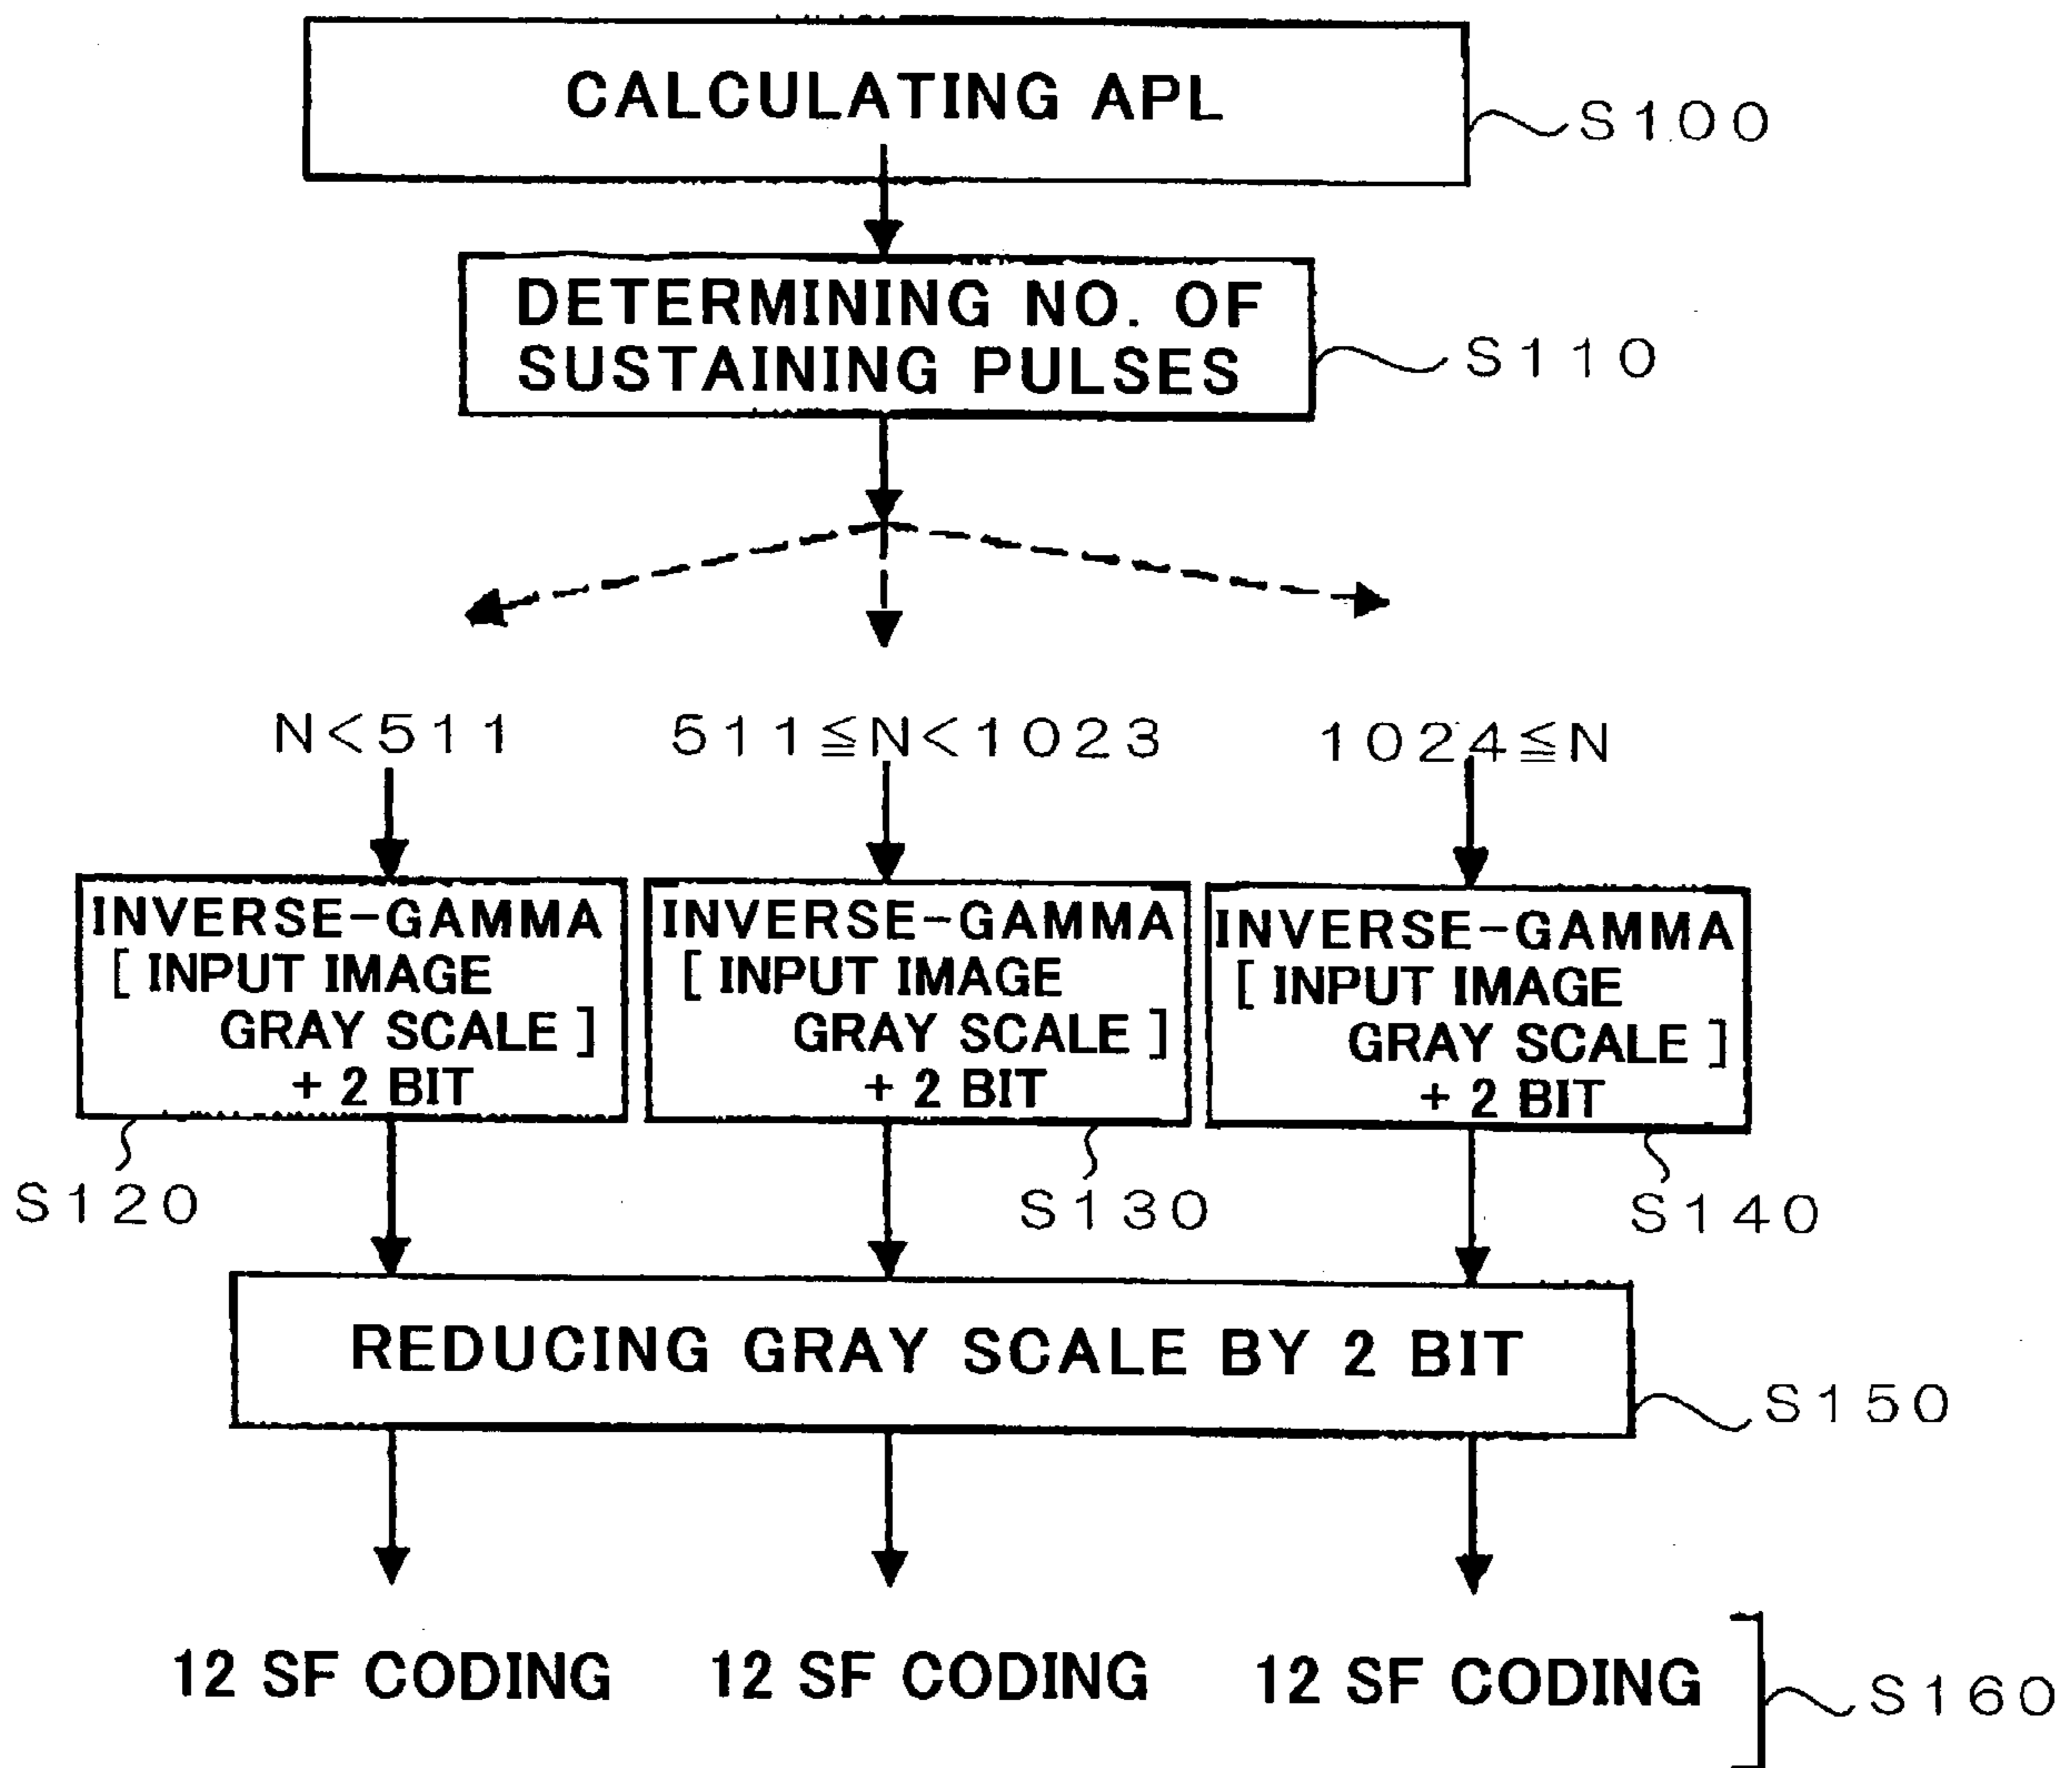 CALCULATING APL
S100
DETERMINING NO. OF
SUSTAINING PULSES
S110
N<511
511≦N<1023
1024≦N
INVERSE-GAMMA
[ INPUT IMAGE
GRAY SCALE ]
+ 2 BIT
S120
INVERSE-GAMMA
[ INPUT IMAGE
GRAY SCALE ]
+ 2 BIT
S130
INVERSE-GAMMA
[ INPUT IMAGE
GRAY SCALE ]
+ 2 BIT
S140
REDUCING GRAY SCALE BY 2 BIT
S150
12 SF CODING
12 SF CODING
12 SF CODING
S160